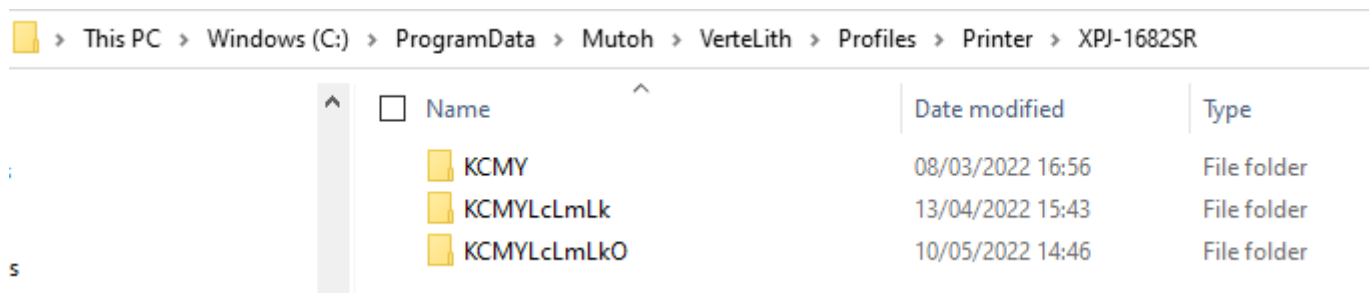 This PC > Windows (C:) > ProgramData > Mutoh > VerteLith > Profiles > Printer > XPJ-1682SR
Name Date modified Type
KCMY 08/03/2022 16:56 File folder
KCMYLcLmLk 13/04/2022 15:43 File folder
KCMYLcLmLkO 10/05/2022 14:46 File folder
s